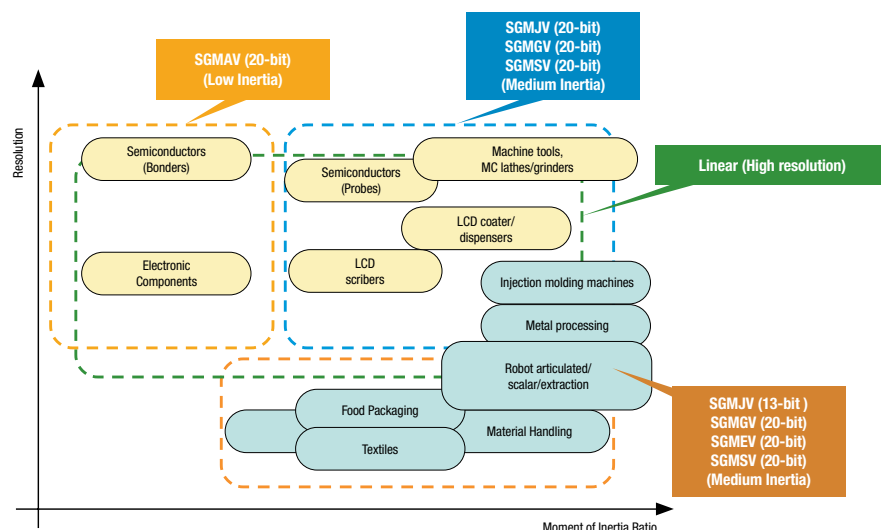 SGMAV (20-bit)
(Low Inertia)
SGMJV (20-bit)
SGMGV (20-bit)
SGMSV (20-bit)
(Medium Inertia)
Resolution
Semiconductors
(Bonders)
Machine tools,
MC lathes/grinders
Semiconductors
(Probes)
Linear (High resolution)
LCD coater/
dispensers
Electronic
Components
LCD
scribers
Injection molding machines
Metal processing
Robot articulated/
scalar/extraction
Food Packaging
Material Handling
Textiles
SGMJV (13-bit )
SGMGV (20-bit)
SGMEV (20-bit)
SGMSV (20-bit)
(Medium Inertia)
Moment of Inertia Ratio